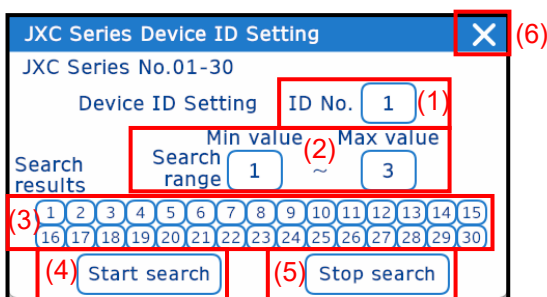 JXC Series Device ID Setting (6)
JXC Series No.01-30
Device ID Setting ID No. 1 (1)
Min value (2) Max value
Search results Search range 1 ~ 3
(3) 1 2 3 4 5 6 7 8 9 10 11 12 13 14 15
16 17 18 19 20 21 22 23 24 25 26 27 28 29 30
(4) Start search (5) Stop search